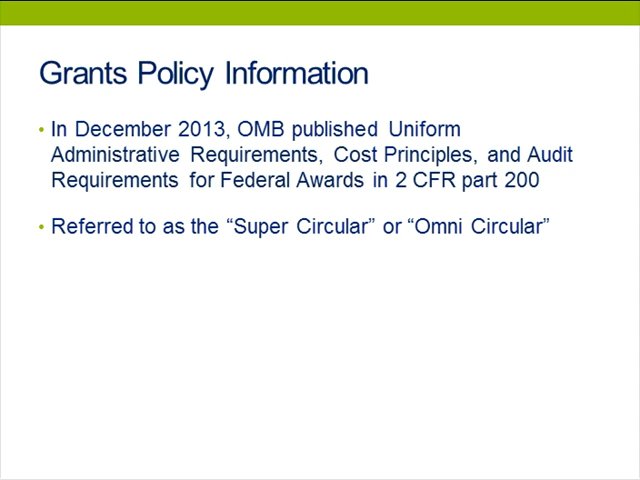 Grants Policy Information
• In December 2013, OMB published Uniform
Administrative Requirements, Cost Principles, and Audit
Requirements for Federal Awards in 2 CFR part 200
• Referred to as the “Super Circular” or “Omni Circular”